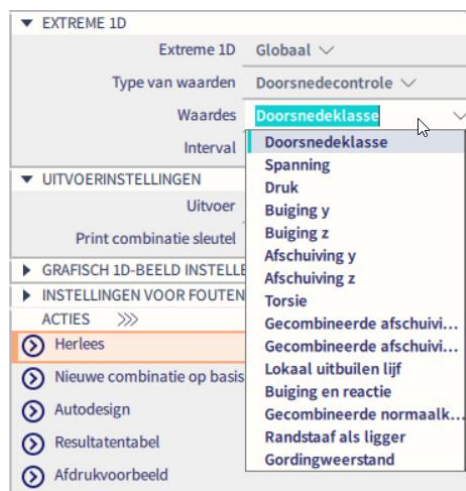 EXTREME 1D
Extreme 1D Globaal
Type van waarden Doorsnedecontrole
Waardes Doorsnedeklasse
Interval
Doorsnedeklasse
Spanning
Druk
Buiging y
Buiging z
Afschuiving y
Afschuiving z
Torsie
Gecombineerde afschuivi...
Gecombineerde afschuivi...
Lokaal uitbuilen lijf
Buiging en reactie
Gecombineerde normaalk...
Randstaaf als ligger
Gordingweerstand
UITVOERINSTELLINGEN
Uitvoer
Print combinatie sleutel
GRAFISCH 1D-BEELD INSTELLE
INSTELLINGEN VOOR FOUTEN
ACTIES >>>
Herlees
Nieuwe combinatie op basis
Autodesign
Resultatentabel
Afdrukvoorbeeld